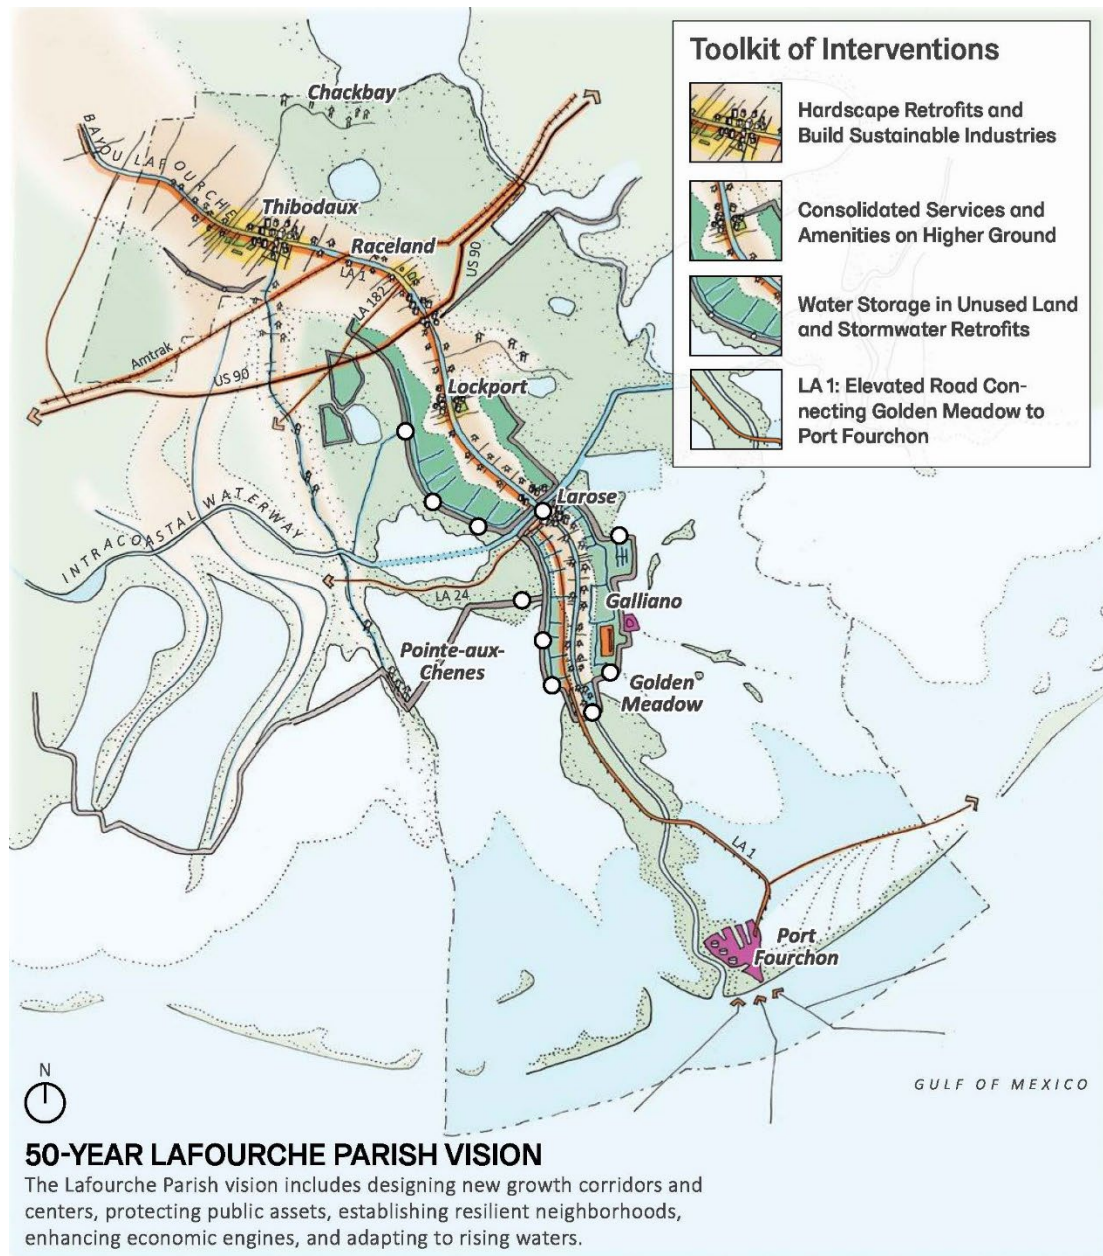 Toolkit of Interventions
Hardscape Retrofits and
Build Sustainable Industries
Consolidated Services and
Amenities on Higher Ground
Water Storage in Unused Land
and Stormwater Retrofits
LA 1: Elevated Road Con-
necting Golden Meadow to
Port Fourchon
Chackbay
BAYOU LAFOURCHE
Thibodaux
Raceland
LA 1
US 90
LA 182
Amtrak
US 90
Lockport
Larose
INTRACOASTAL WATERWAY
LA 24
Galliano
Pointe-aux-
Chenes
Golden
Meadow
LA 1
Port
Fourchon
GULF OF MEXICO
N
50-YEAR LAFOURCHE PARISH VISION
The Lafourche Parish vision includes designing new growth corridors and
centers, protecting public assets, establishing resilient neighborhoods,
enhancing economic engines, and adapting to rising waters.